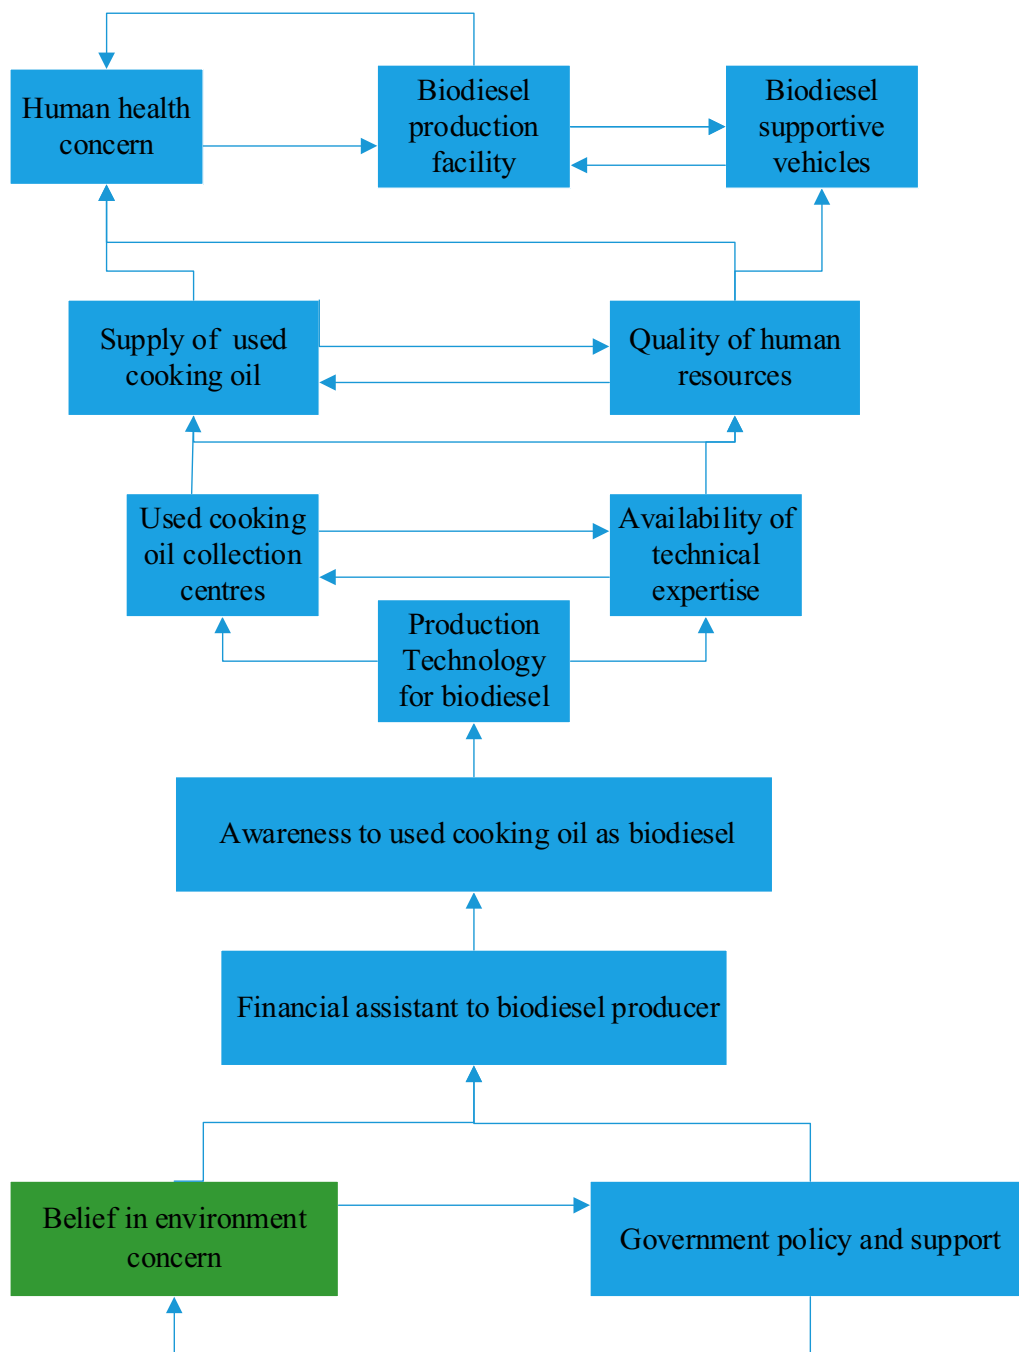 Human health
concern
Biodiesel
production
facility
Biodiesel
supportive
vehicles
Supply of used
cooking oil
Quality of human
resources
Used cooking
oil collection
centres
Availability of
technical
expertise
Production
Technology
for biodiesel
Awareness to used cooking oil as biodiesel
Financial assistant to biodiesel producer
Belief in environment
concern
Government policy and support